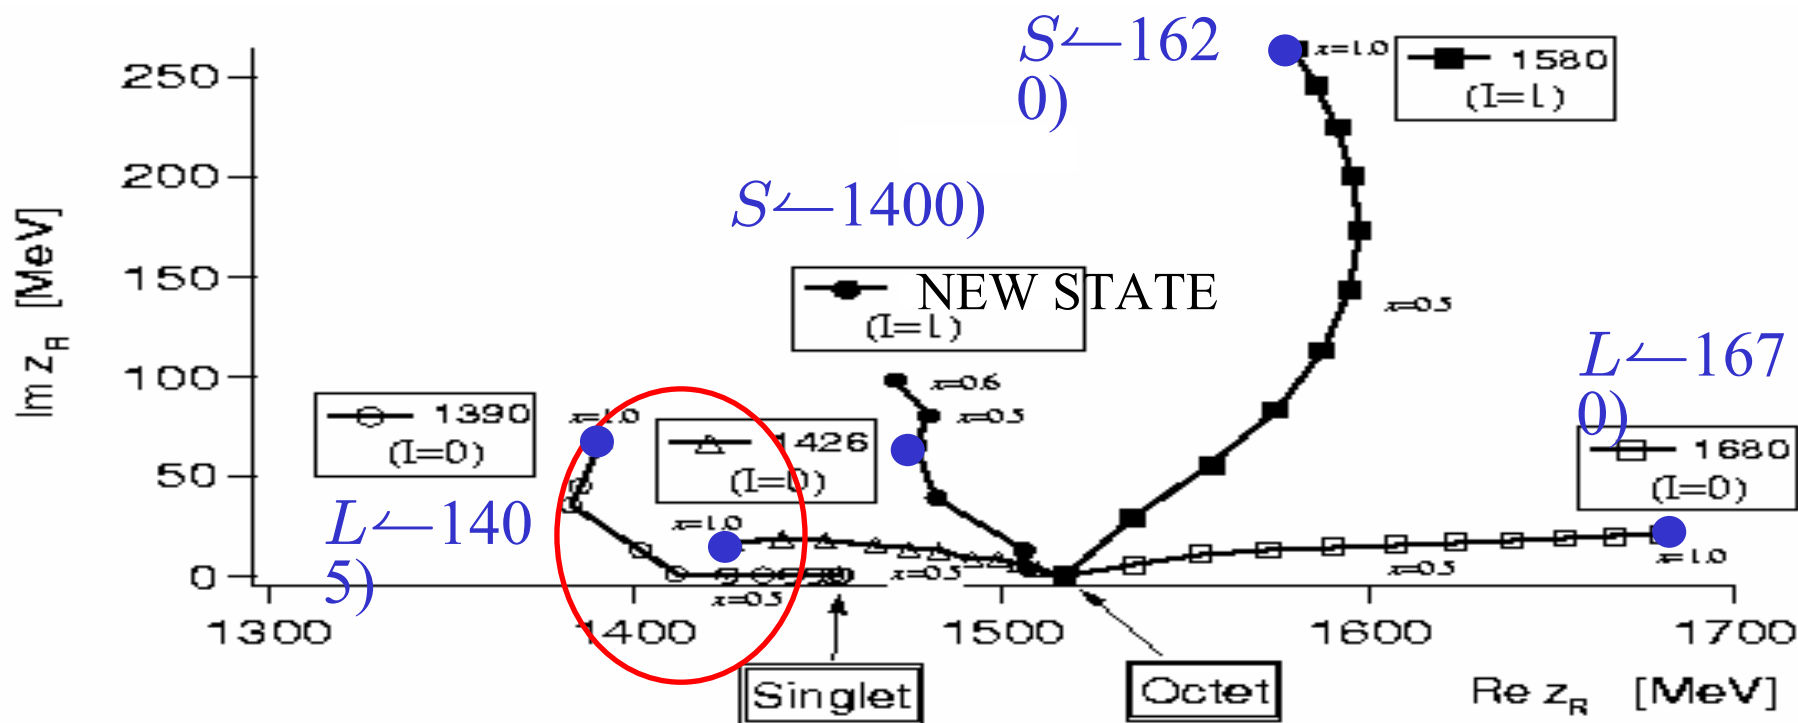 S←162
0)
x=1.0
1580
(I=1)
250
200
S←1400)
150
NEW STATE
(I=1)
x=0.5
Im z_R [MeV]
100
L←167
0)
x=0.6
x=0.5
1390
(I=0)
x=1.0
1426
(I=0)
1680
(I=0)
50
L←140
5)
x=1.0
x=0.5
x=0.5
x=1.0
0
x=0.5
1300
1400
1500
1600
1700
Singlet
Octet
Re z_R [MeV]